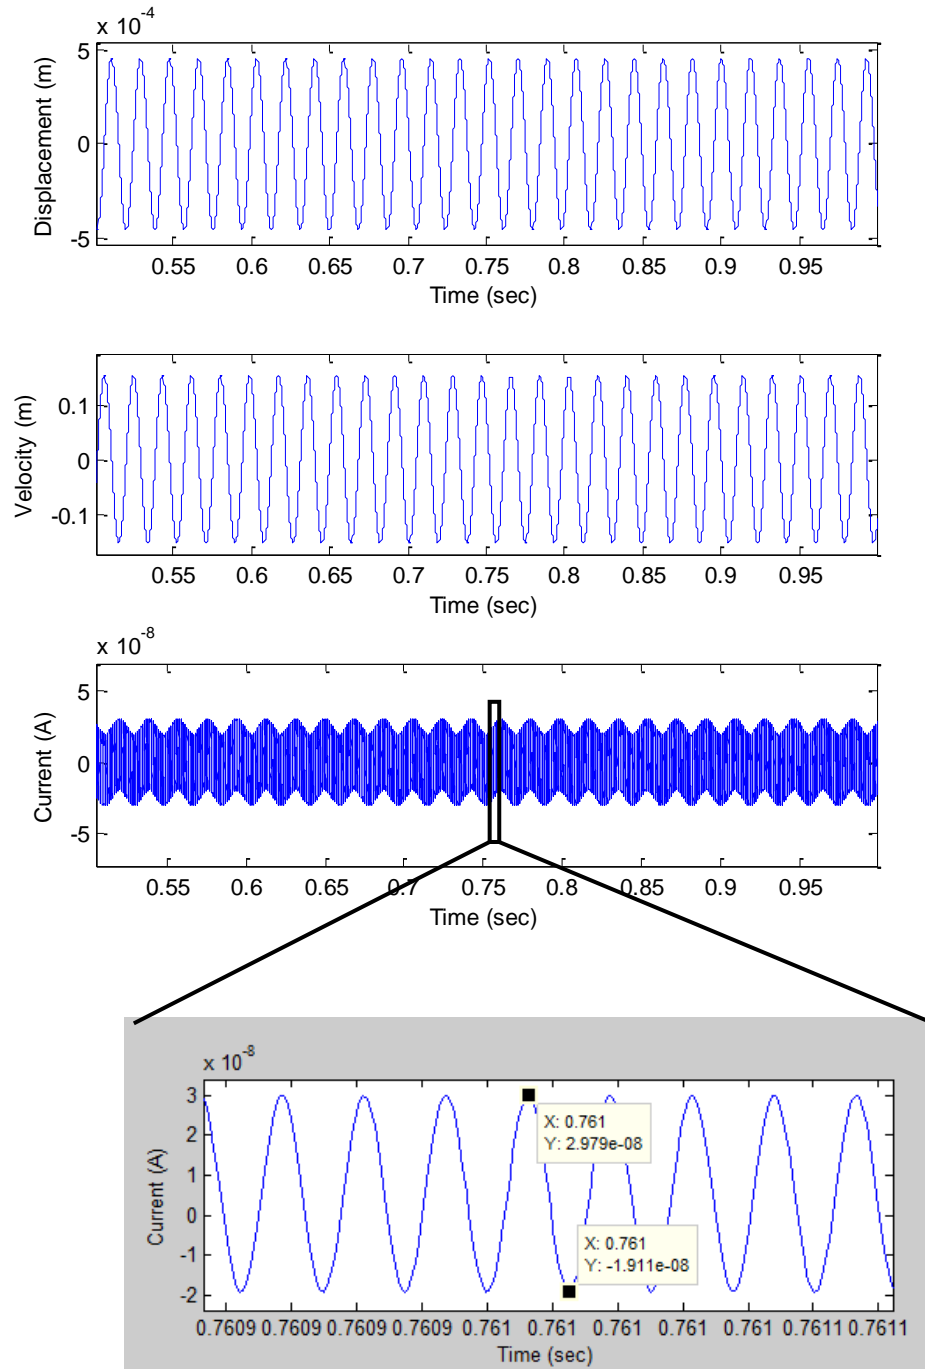 x 10-4
5
0
-5
Displacement (m)
0.55 0.6 0.65 0.7 0.75 0.8 0.85 0.9 0.95
Time (sec)
0.1
0
-0.1
Velocity (m)
0.55 0.6 0.65 0.7 0.75 0.8 0.85 0.9 0.95
Time (sec)
x 10-8
5
0
-5
Current (A)
0.55 0.6 0.65 0.7 0.75 0.8 0.85 0.9 0.95
Time (sec)
x 10-8
3
2
1
0
-1
-2
Current (A)
X: 0.761
Y: 2.979e-08
X: 0.761
Y: -1.911e-08
0.7609 0.7609 0.7609 0.7609 0.761 0.761 0.761 0.761 0.761 0.7611 0.7611
Time (sec)